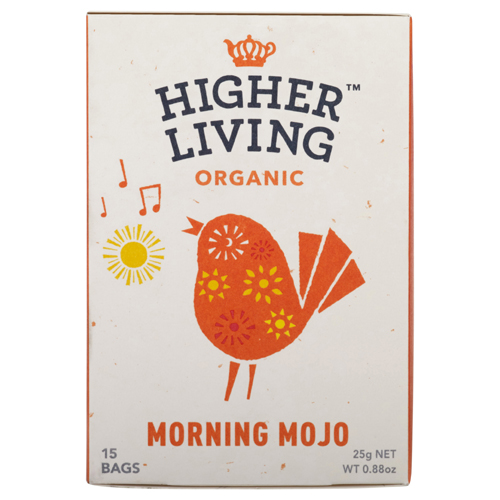 HIGHER™
LIVING
ORGANIC
MORNING MOJO
15
BAGS
25g NET
WT 0.88oz